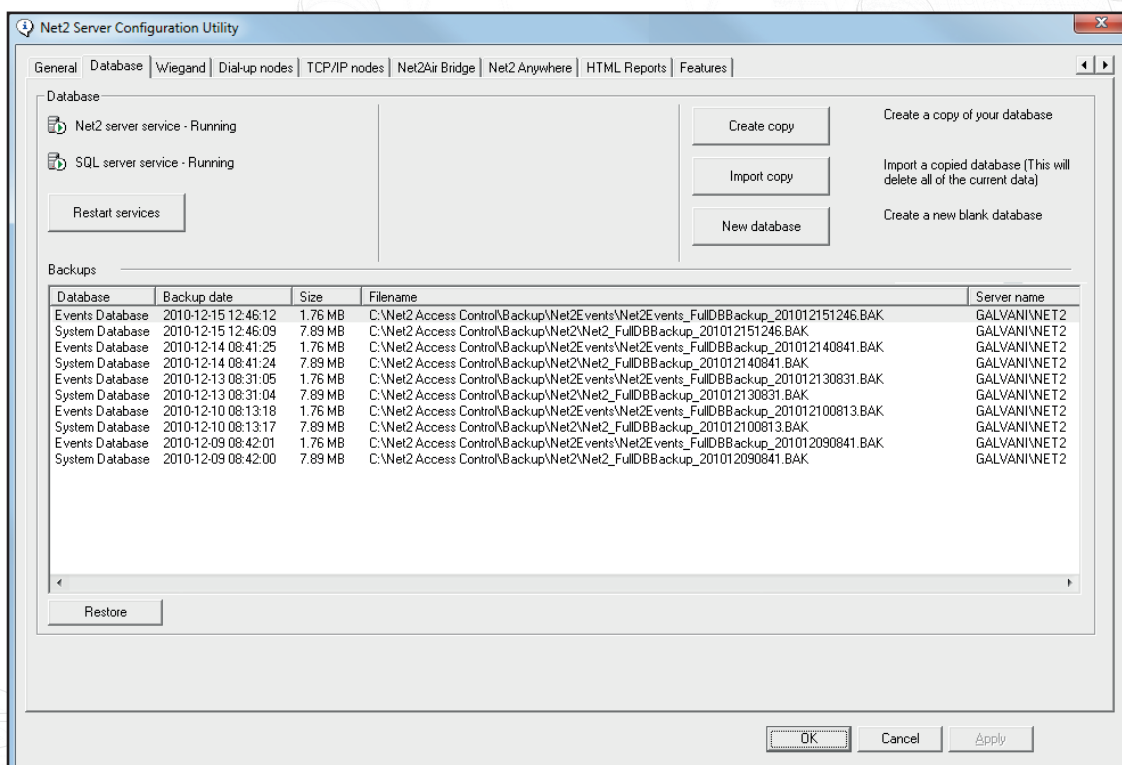 Net2 Server Configuration Utility
General Database Wiegand Dial-up nodes TCP/IP nodes Net2Air Bridge Net2 Anywhere HTML Reports Features
Database
Net2 server service - Running
SQL server service - Running
Restart services
Create copy
Create a copy of your database
Import copy
Import a copied database (This will
delete all of the current data)
New database
Create a new blank database
Backups
Database Backup date Size Filename Server name
Events Database 2010-12-15 12:46:12 1.76 MB C:\Net2 Access Control\Backup\Net2Events\Net2Events_FullDBBackup_201012151246.BAK GALVANI\NET2
System Database 2010-12-15 12:46:09 7.89 MB C:\Net2 Access Control\Backup\Net2\Net2_FullDBBackup_201012151246.BAK GALVANI\NET2
Events Database 2010-12-14 08:41:25 1.76 MB C:\Net2 Access Control\Backup\Net2Events\Net2Events_FullDBBackup_201012140841.BAK GALVANI\NET2
System Database 2010-12-14 08:41:24 7.89 MB C:\Net2 Access Control\Backup\Net2\Net2_FullDBBackup_201012140841.BAK GALVANI\NET2
Events Database 2010-12-13 08:31:05 1.76 MB C:\Net2 Access Control\Backup\Net2Events\Net2Events_FullDBBackup_201012130831.BAK GALVANI\NET2
System Database 2010-12-13 08:31:04 7.89 MB C:\Net2 Access Control\Backup\Net2\Net2_FullDBBackup_201012130831.BAK GALVANI\NET2
Events Database 2010-12-10 08:13:18 1.76 MB C:\Net2 Access Control\Backup\Net2Events\Net2Events_FullDBBackup_201012100813.BAK GALVANI\NET2
System Database 2010-12-10 08:13:17 7.89 MB C:\Net2 Access Control\Backup\Net2\Net2_FullDBBackup_201012100813.BAK GALVANI\NET2
Events Database 2010-12-09 08:42:01 1.76 MB C:\Net2 Access Control\Backup\Net2Events\Net2Events_FullDBBackup_201012090841.BAK GALVANI\NET2
System Database 2010-12-09 08:42:00 7.89 MB C:\Net2 Access Control\Backup\Net2\Net2_FullDBBackup_201012090841.BAK GALVANI\NET2
Restore
OK Cancel Apply